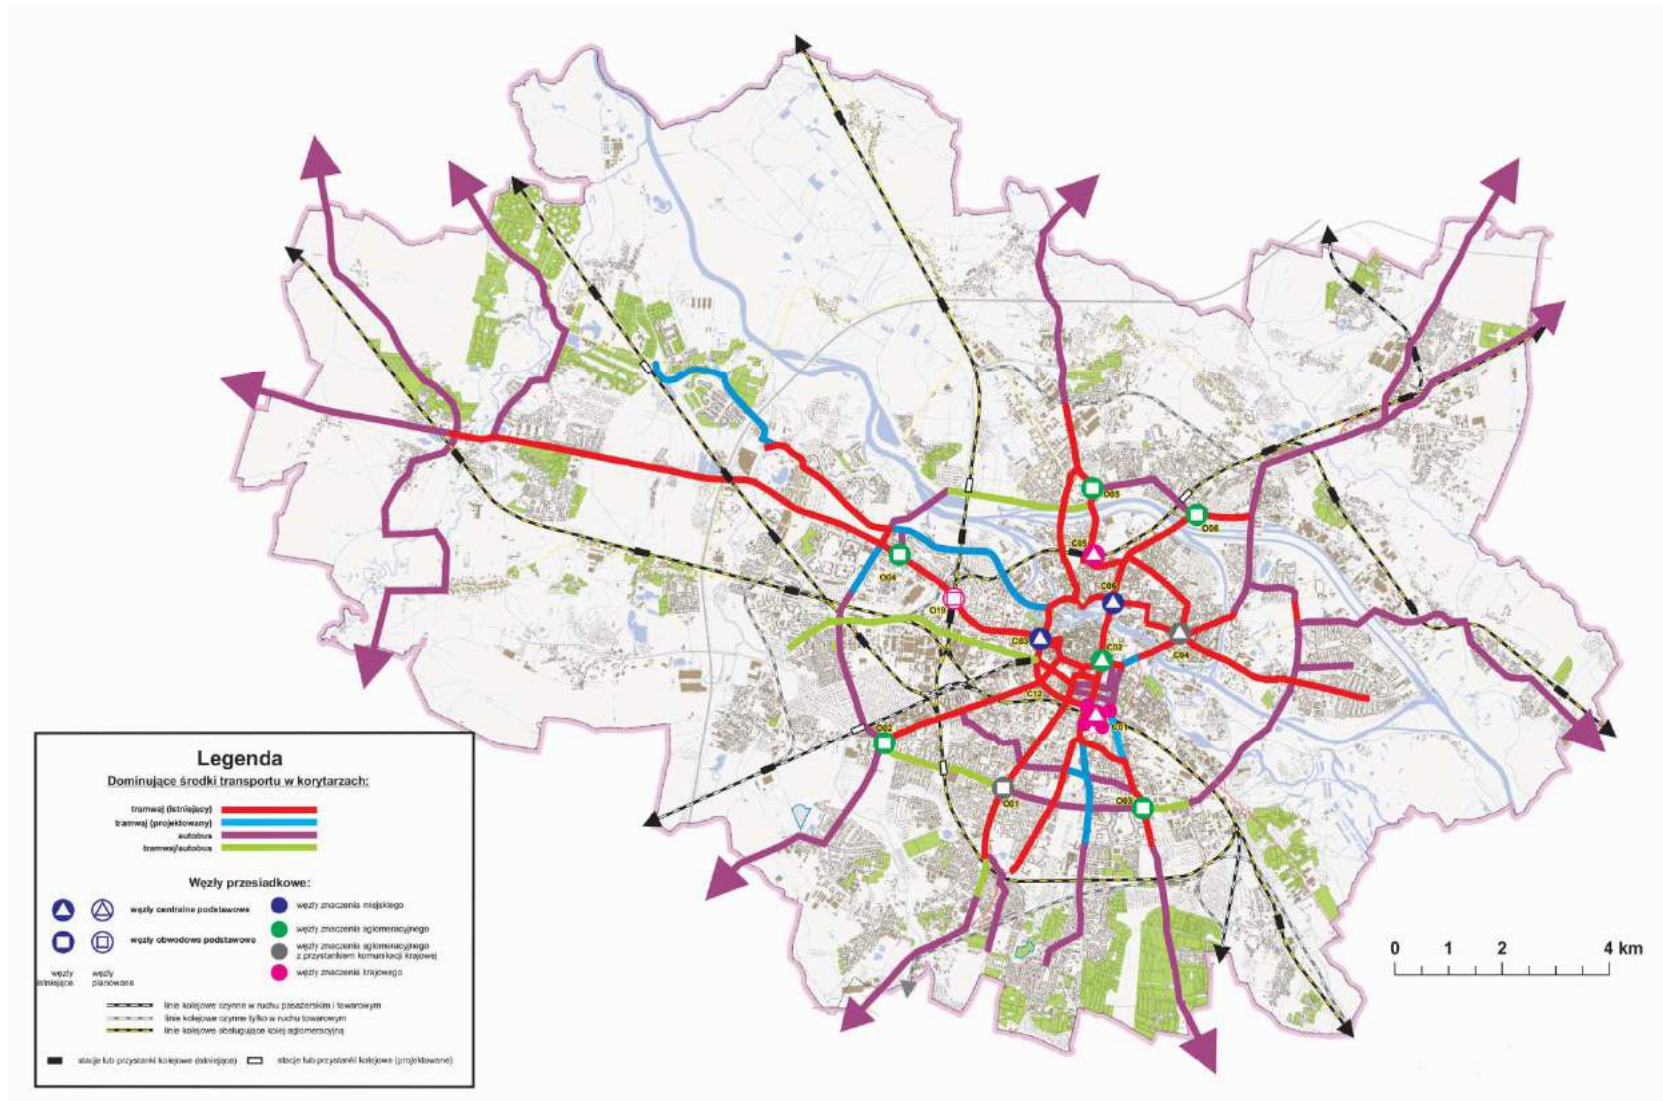 O05
O06
C05
O04
C06
O19
C03
C02
C04
C12
O02
C01
O01
O03
Legenda
Dominujące środki transportu w korytarzach:
tramwaj (istniejący)
tramwaj (projektowany)
autobus
tramwaj/autobus
Węzły przesiadkowe:
węzły centralne podstawowe
węzły obwodowe podstawowe
węzły istniejące
węzły planowane
węzły znaczenia miejskiego
węzły znaczenia aglomeracyjnego
węzły znaczenia aglomeracyjnego
z przystankiem komunikacji krajowej
węzły znaczenia krajowego
linie kolejowe czynne w ruchu pasażerskim i towarowym
linie kolejowe czynne tylko w ruchu towarowym
linie kolejowe obsługujące kolej aglomeracyjną
stacje lub przystanki kolejowe (istniejące)
stacje lub przystanki kolejowe (projektowane)
0 1 2 4 km